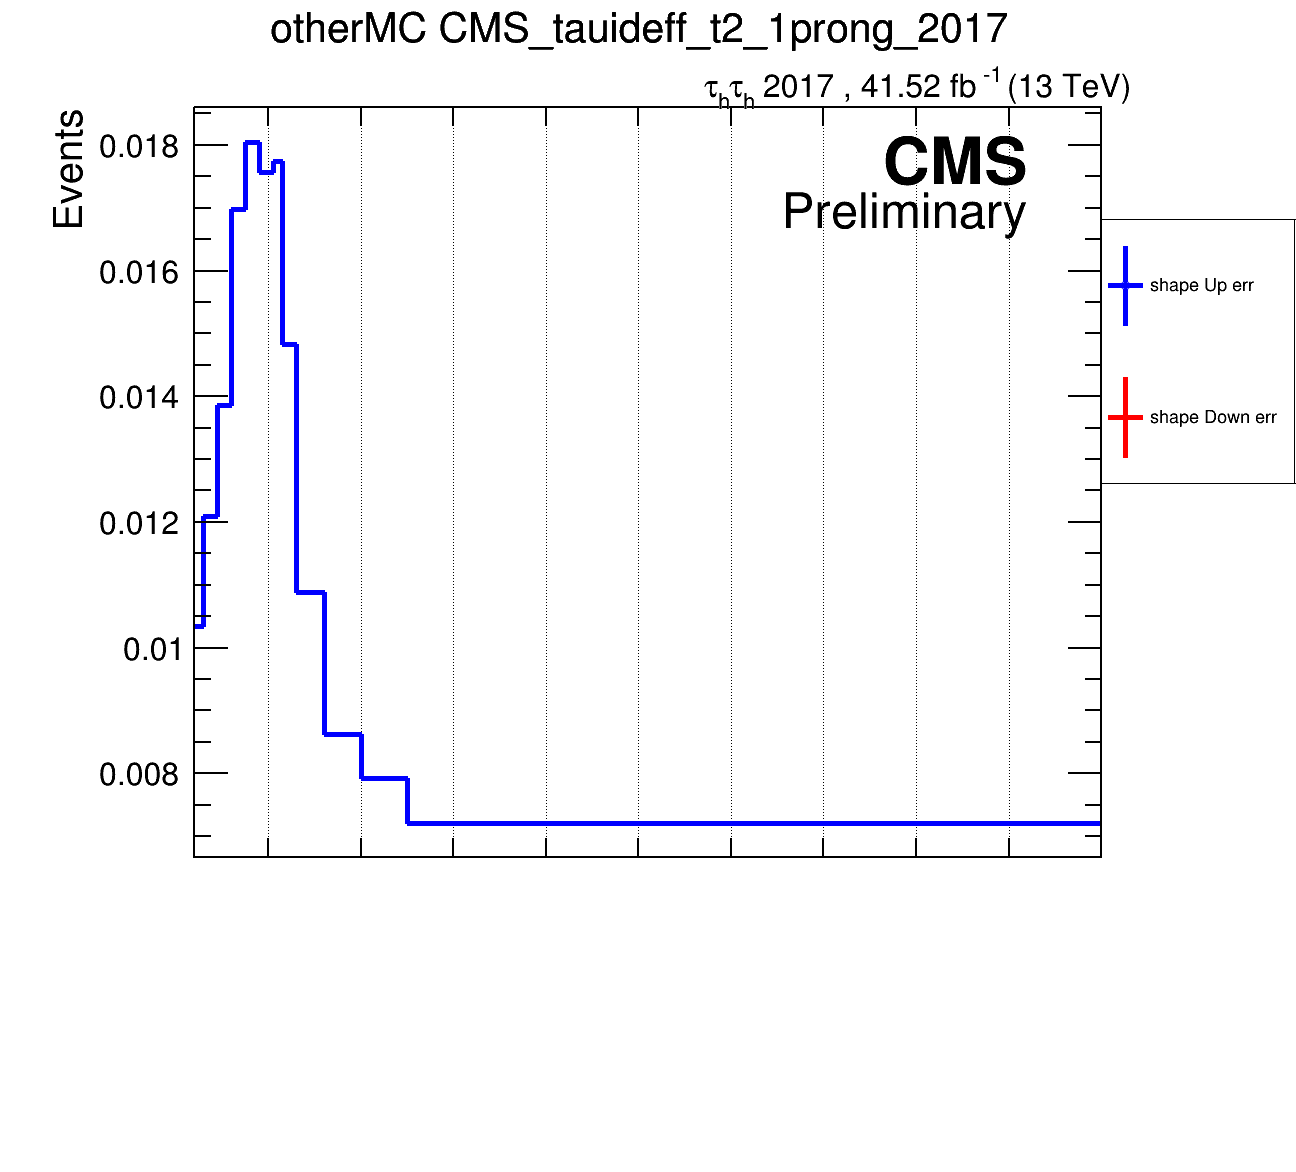 otherMC CMS_tauideff_t2_1prong_2017
τhτh 2017 , 41.52 fb -1 (13 TeV)
Events
CMS
Preliminary
0.018
0.016
0.014
0.012
0.01
0.008
shape Up err
shape Down err